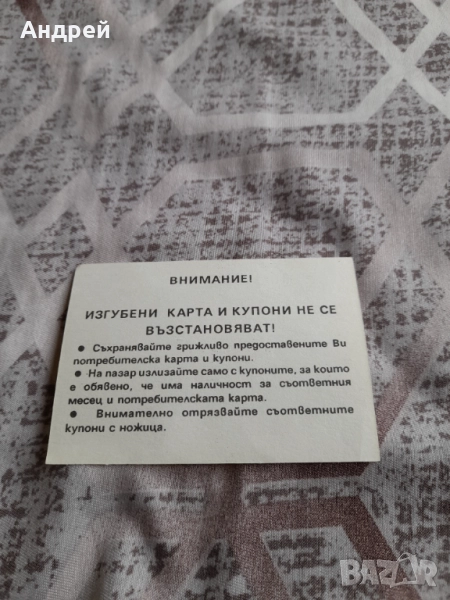 Андрей
ВНИМАНИЕ!
ИЗГУБЕНИ КАРТА И КУПОНИ НЕ СЕ
ВЪЗСТАНОВЯВАТ!
● Съхранявайте грижливо предоставените Ви
потребителска карта и купони.
● На пазар излизайте само с купоните, за които
е обявено, че има наличност за съответния
месец и потребителската карта.
● Внимателно отрязвайте съответните
купони с ножица.
BAZAR